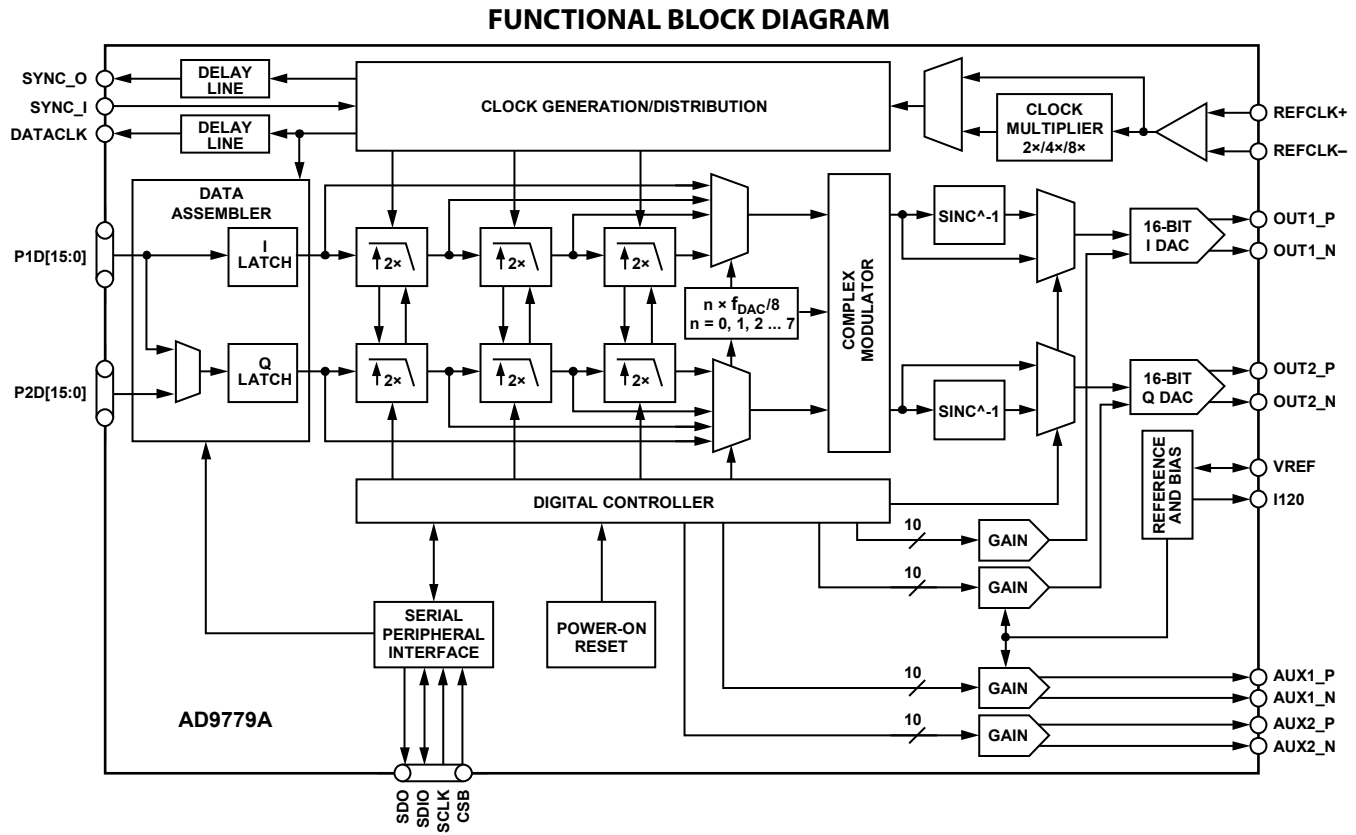 FUNCTIONAL BLOCK DIAGRAM
SYNC_O
DELAY
LINE
SYNC_I
DATACLK
DELAY
LINE
CLOCK GENERATION/DISTRIBUTION
CLOCK
MULTIPLIER
2×/4×/8×
REFCLK+
REFCLK–
DATA
ASSEMBLER
P1D[15:0]
I
LATCH
2×
2×
2×
n × fDAC/8
n = 0, 1, 2 ... 7
COMPLEX
MODULATOR
SINC^-1
16-BIT
I DAC
OUT1_P
OUT1_N
P2D[15:0]
Q
LATCH
2×
2×
2×
SINC^-1
16-BIT
Q DAC
OUT2_P
OUT2_N
DIGITAL CONTROLLER
REFERENCE
AND BIAS
VREF
I120
10
GAIN
10
GAIN
SERIAL
PERIPHERAL
INTERFACE
POWER-ON
RESET
10
GAIN
AUX1_P
AUX1_N
10
GAIN
AUX2_P
AUX2_N
AD9779A
SDO
SDIO
SCLK
CSB